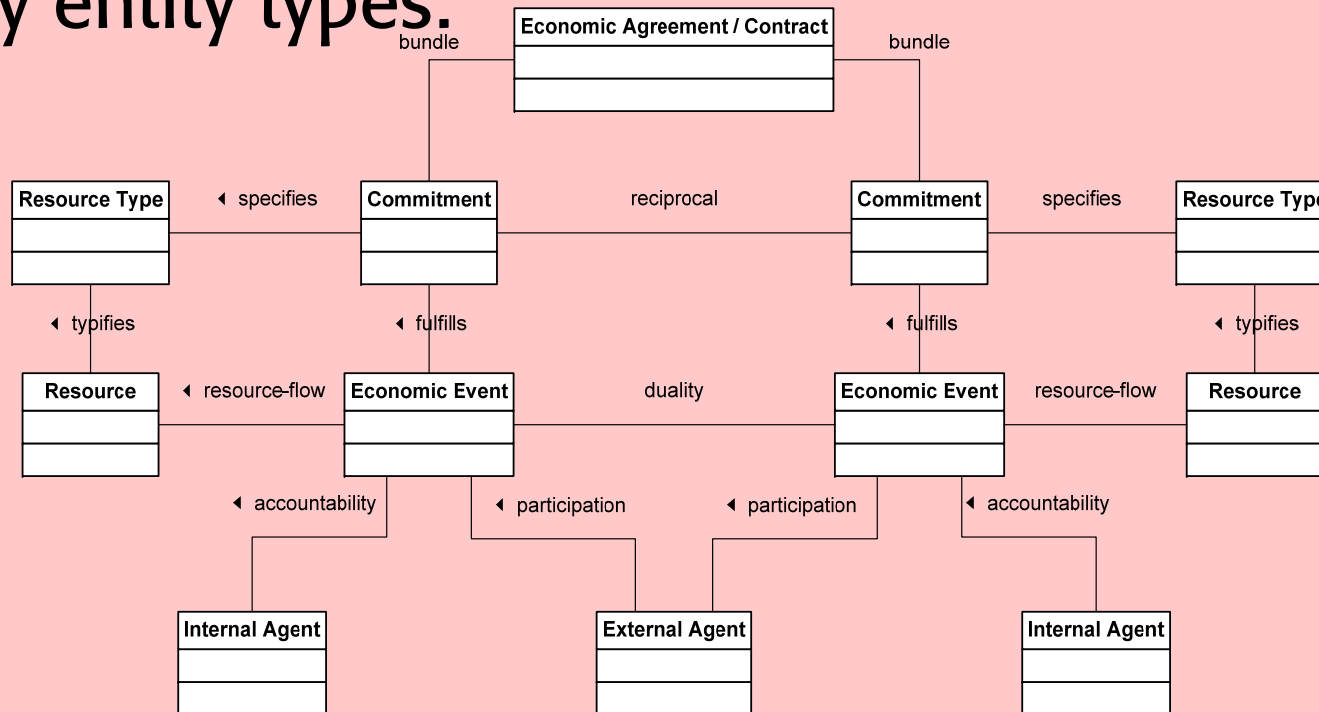 y entity types.
Economic Agreement / Contract
bundle bundle
Resource Type ◄ specifies Commitment reciprocal Commitment specifies Resource Type
◄ typifies ◄ fulfills ◄ fulfills ◄ typifies
Resource ◄ resource-flow Economic Event duality Economic Event resource-flow Resource
◄ accountability ◄ participation ◄ participation ◄ accountability
Internal Agent External Agent Internal Agent